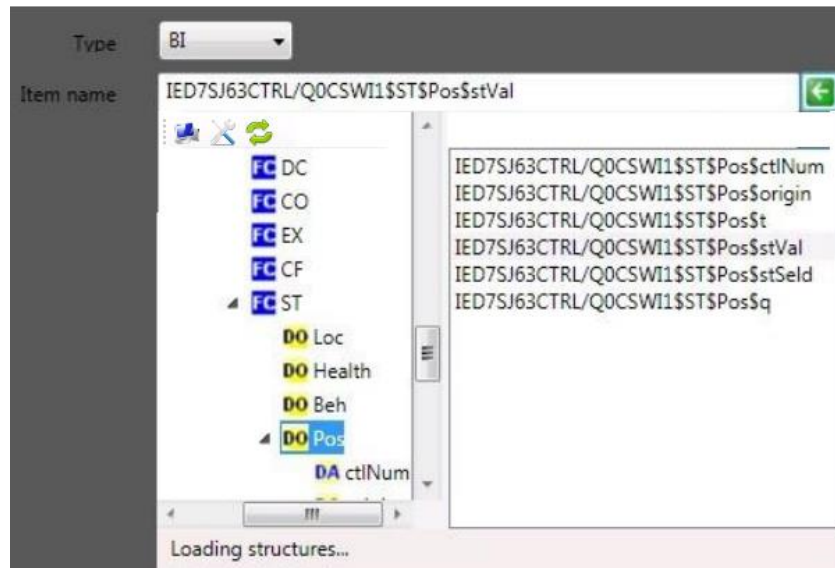 Type BI
Item name IED7SJ63CTRL/Q0CSWI1$ST$Pos$stVal
FC DC
FC CO
FC EX
FC CF
FC ST
DO Loc
DO Health
DO Beh
DO Pos
DA ctlNum
IED7SJ63CTRL/Q0CSWI1$ST$Pos$ctlNum
IED7SJ63CTRL/Q0CSWI1$ST$Pos$origin
IED7SJ63CTRL/Q0CSWI1$ST$Pos$t
IED7SJ63CTRL/Q0CSWI1$ST$Pos$stVal
IED7SJ63CTRL/Q0CSWI1$ST$Pos$stSeld
IED7SJ63CTRL/Q0CSWI1$ST$Pos$q
Loading structures...